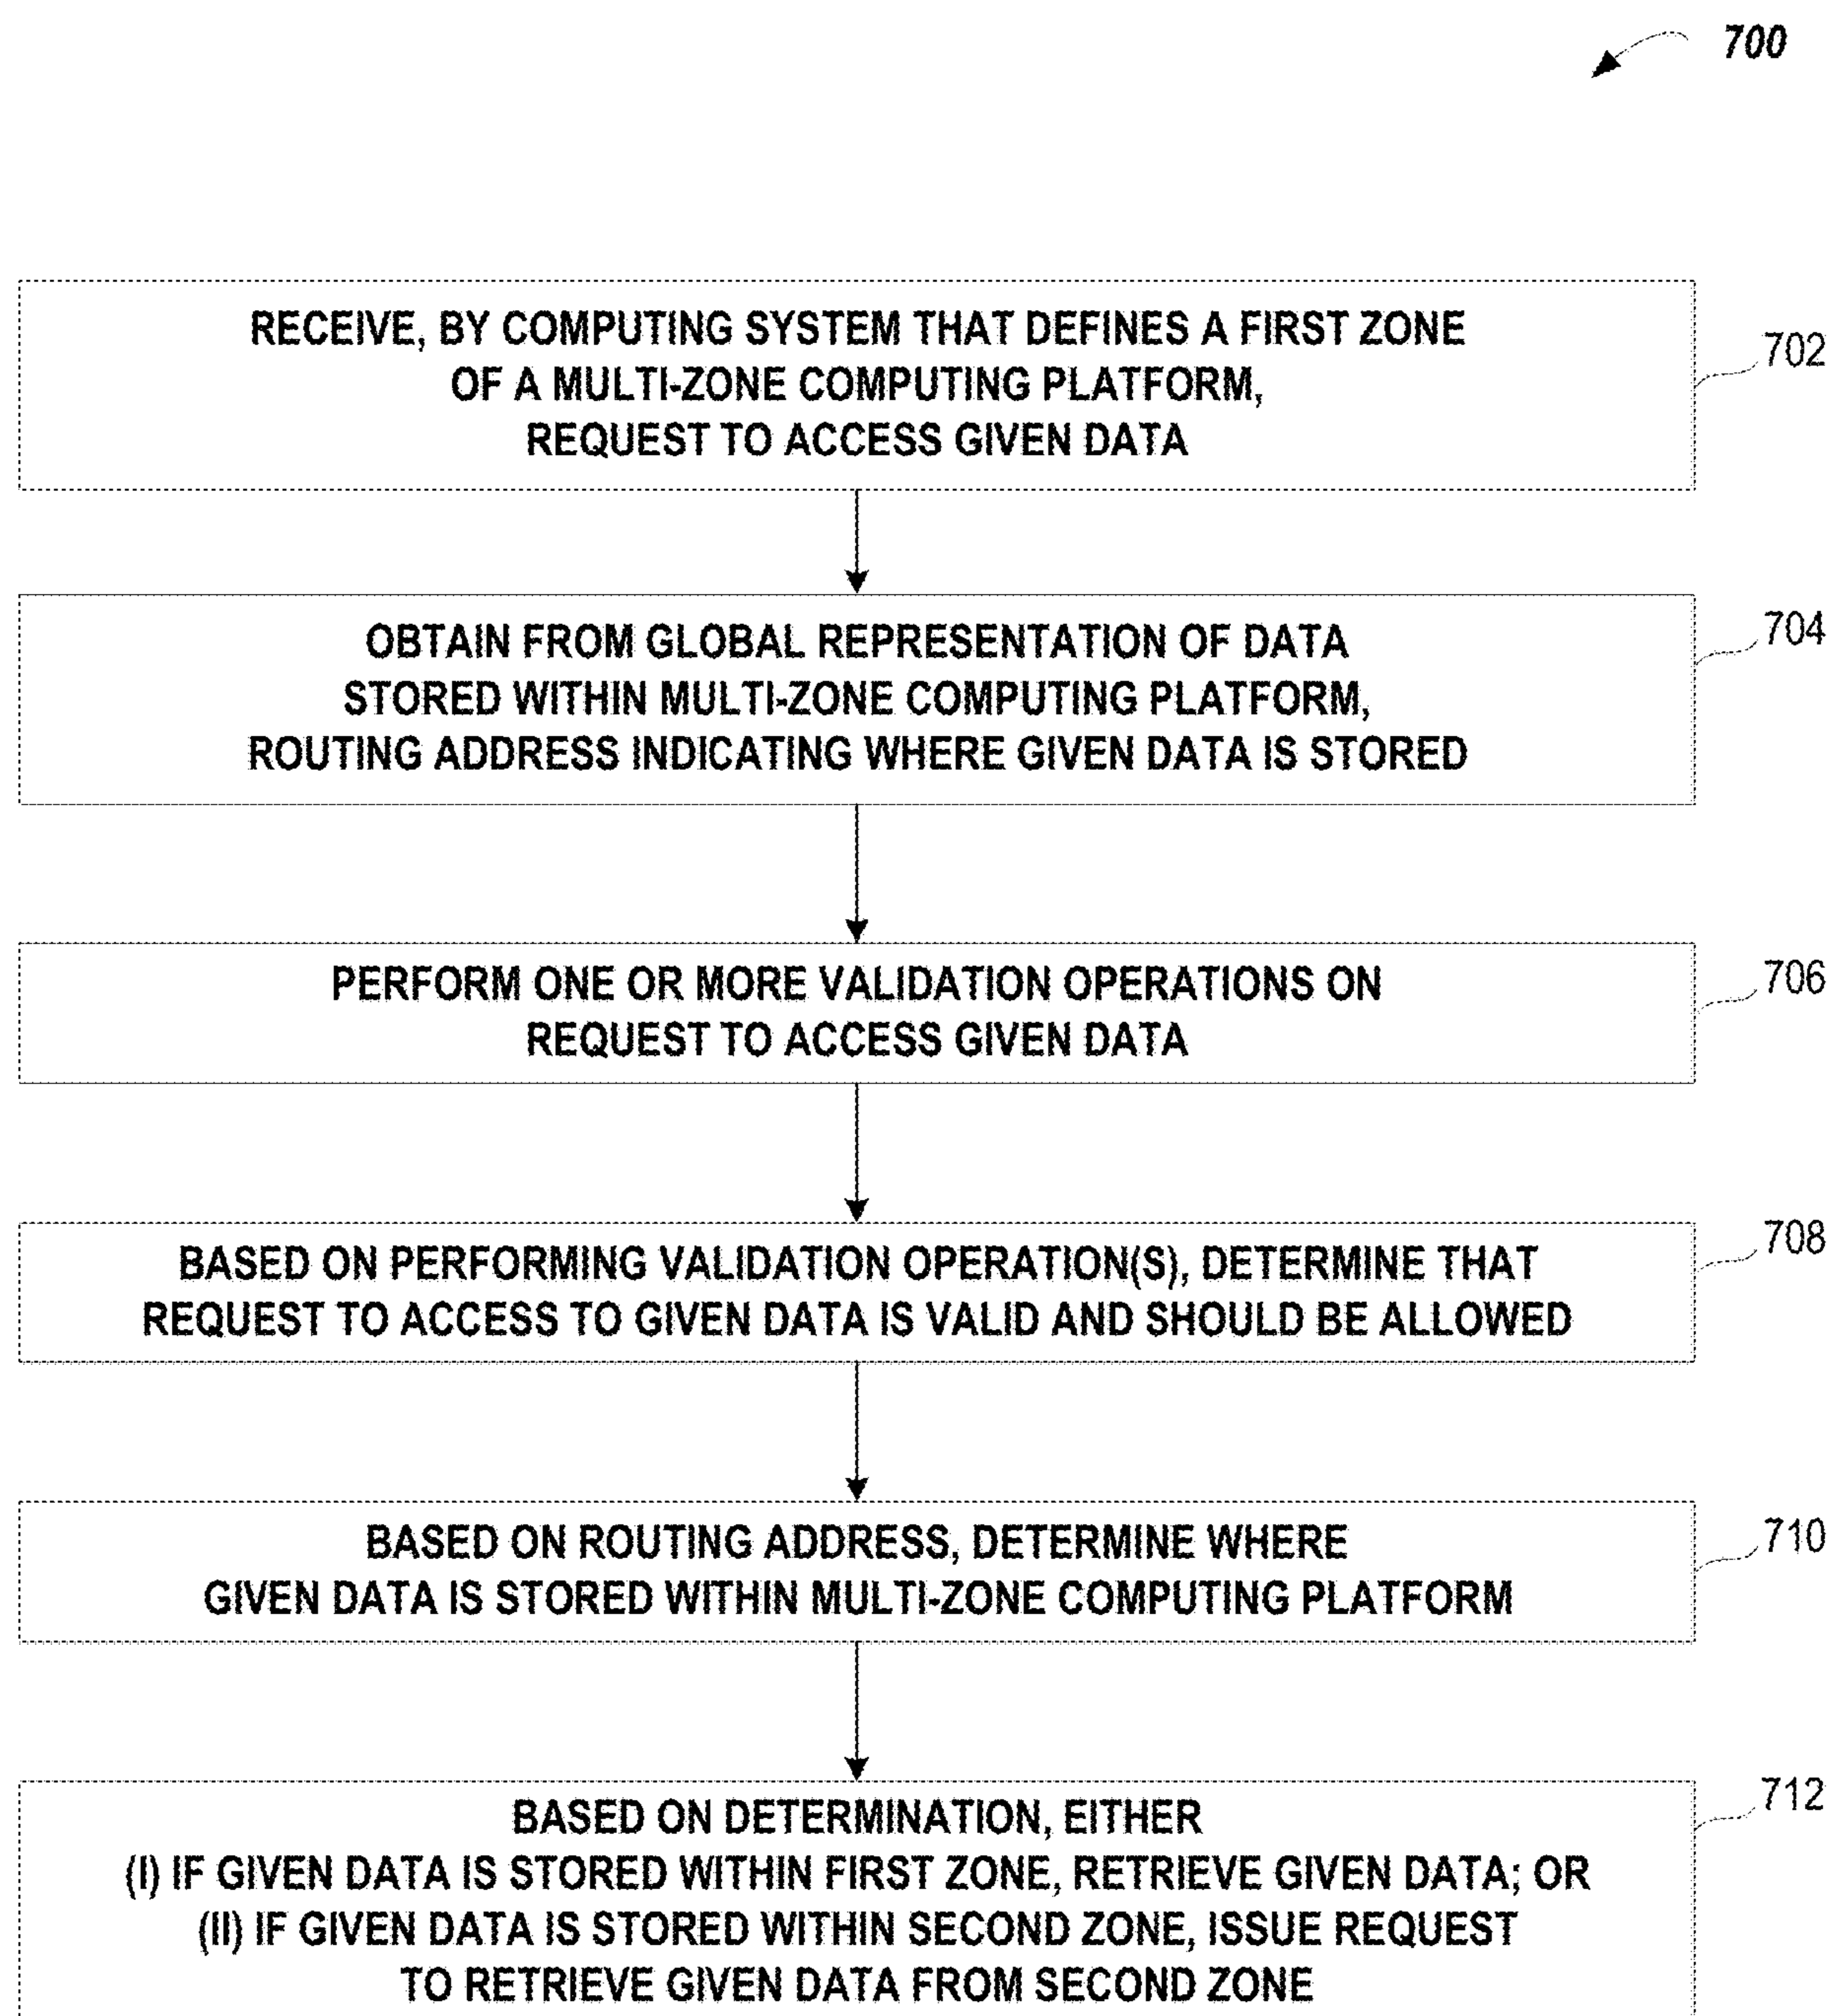 700
RECEIVE, BY COMPUTING SYSTEM THAT DEFINES A FIRST ZONE
OF A MULTI-ZONE COMPUTING PLATFORM,
REQUEST TO ACCESS GIVEN DATA
702
OBTAIN FROM GLOBAL REPRESENTATION OF DATA
STORED WITHIN MULTI-ZONE COMPUTING PLATFORM,
ROUTING ADDRESS INDICATING WHERE GIVEN DATA IS STORED
704
PERFORM ONE OR MORE VALIDATION OPERATIONS ON
REQUEST TO ACCESS GIVEN DATA
706
BASED ON PERFORMING VALIDATION OPERATION(S), DETERMINE THAT
REQUEST TO ACCESS TO GIVEN DATA IS VALID AND SHOULD BE ALLOWED
708
BASED ON ROUTING ADDRESS, DETERMINE WHERE
GIVEN DATA IS STORED WITHIN MULTI-ZONE COMPUTING PLATFORM
710
BASED ON DETERMINATION, EITHER
(I) IF GIVEN DATA IS STORED WITHIN FIRST ZONE, RETRIEVE GIVEN DATA; OR
(II) IF GIVEN DATA IS STORED WITHIN SECOND ZONE, ISSUE REQUEST
TO RETRIEVE GIVEN DATA FROM SECOND ZONE
712